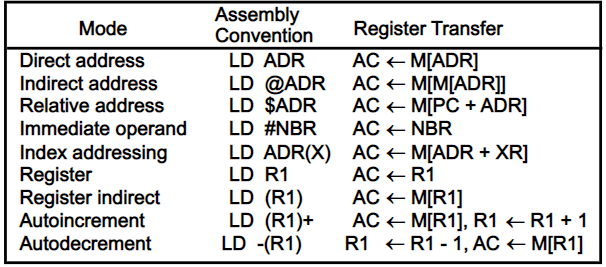 Mode Assembly Convention Register Transfer
Direct address LD ADR AC ← M[ADR]
Indirect address LD @ADR AC ← M[M[ADR]]
Relative address LD $ADR AC ← M[PC + ADR]
Immediate operand LD #NBR AC ← NBR
Index addressing LD ADR(X) AC ← M[ADR + XR]
Register LD R1 AC ← R1
Register indirect LD (R1) AC ← M[R1]
Autoincrement LD (R1)+ AC ← M[R1], R1 ← R1 + 1
Autodecrement LD -(R1) R1 ← R1 - 1, AC ← M[R1]